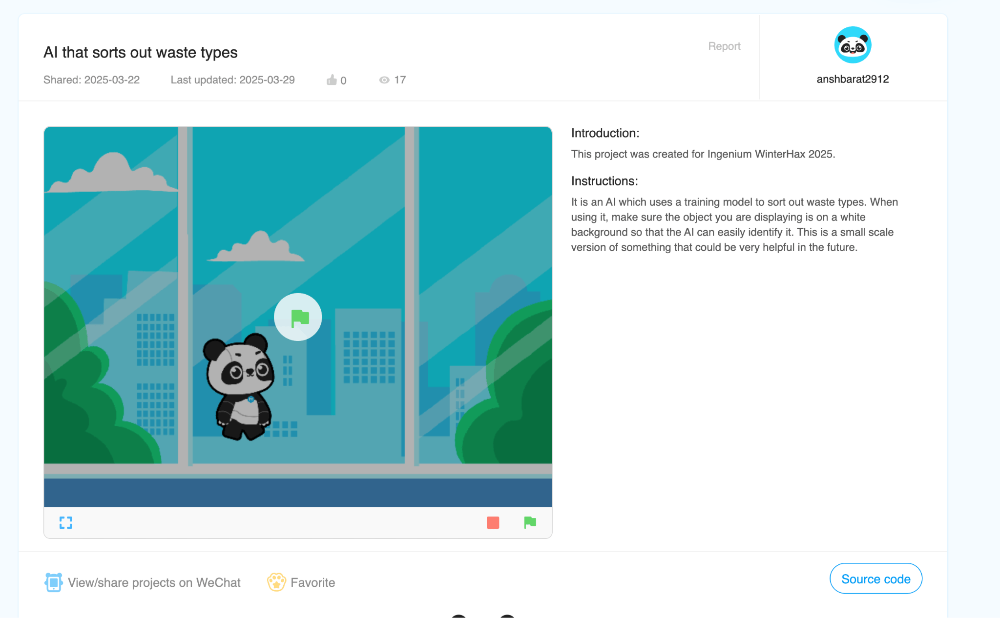 AI that sorts out waste types
Report
Shared: 2025-03-22 Last updated: 2025-03-29 0 17
anshbarat2912
Introduction:
This project was created for Ingenium WinterHax 2025.
Instructions:
It is an AI which uses a training model to sort out waste types. When
using it, make sure the object you are displaying is on a white
background so that the AI can easily identify it. This is a small scale
version of something that could be very helpful in the future.
View/share projects on WeChat
Favorite
Source code